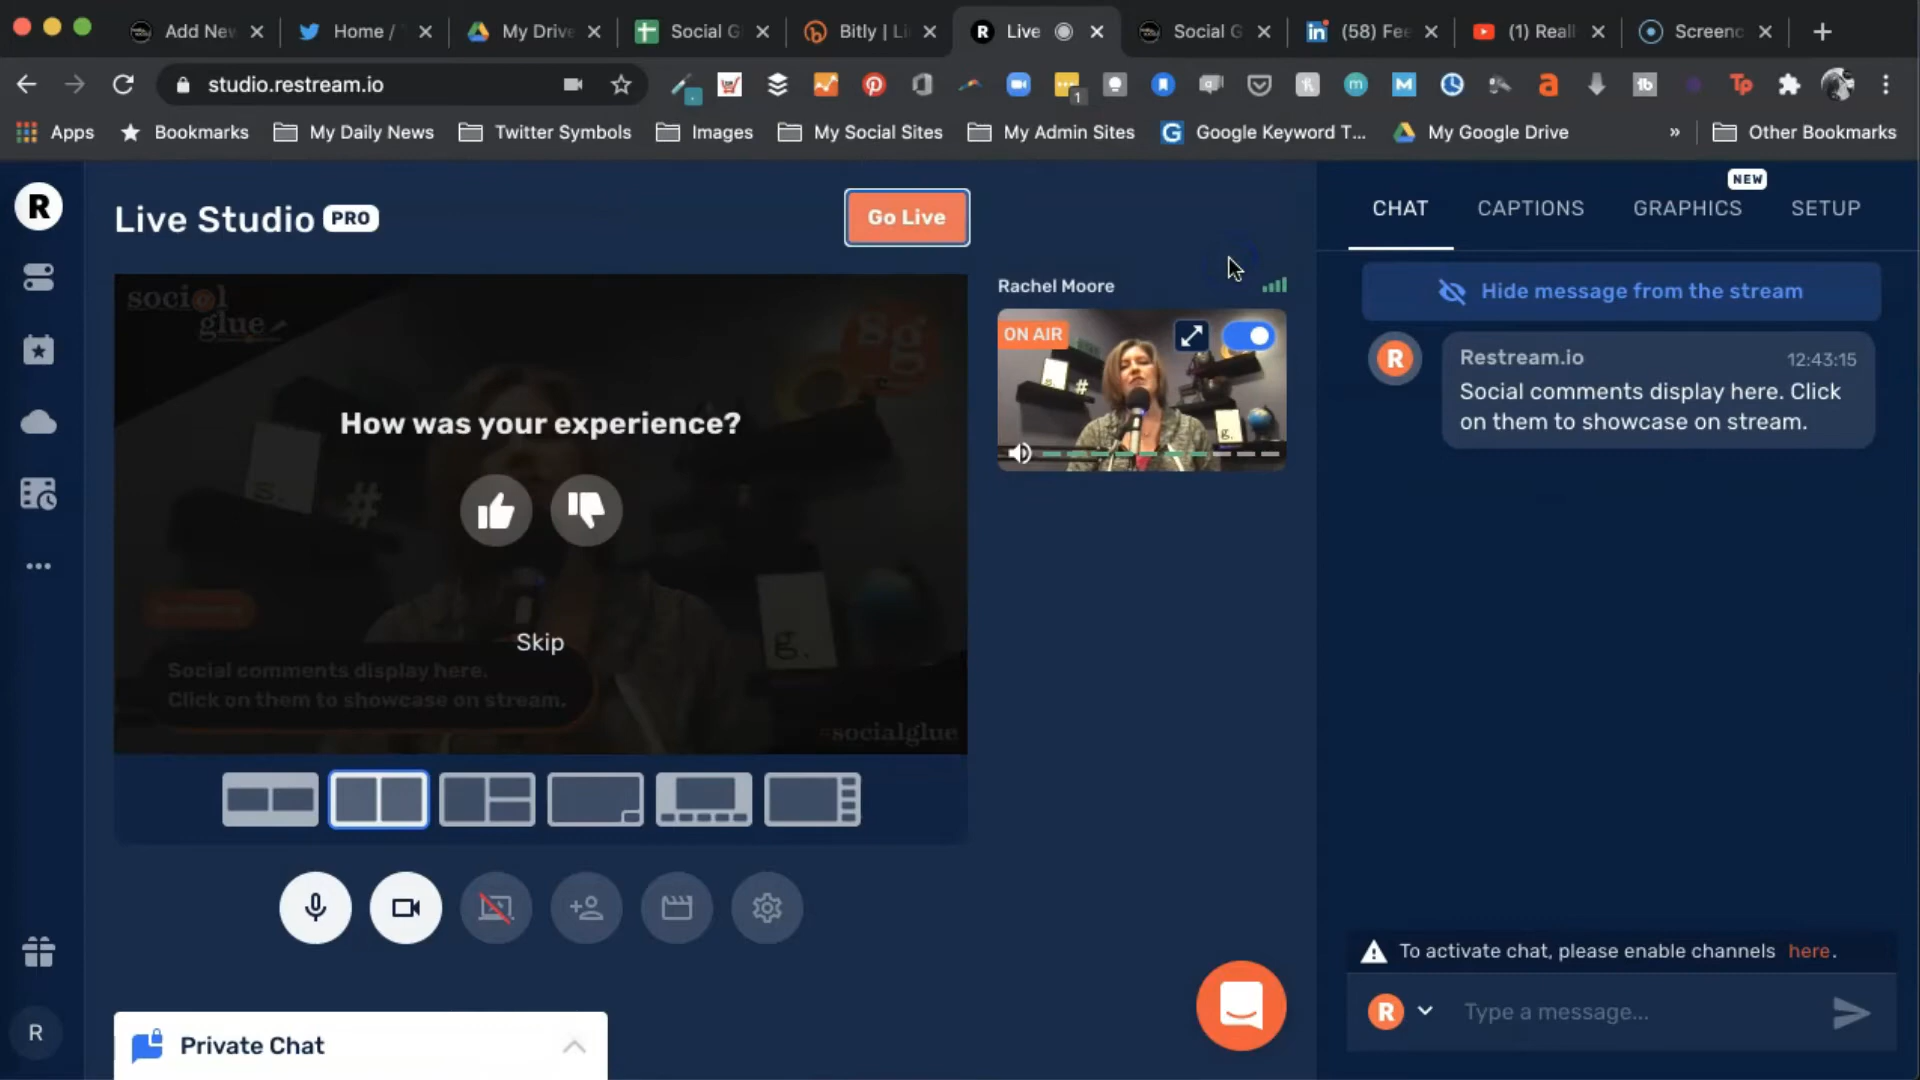 Add New
Home /
My Drive
Social G
Bitly | Li
Live
Social G
(58) Fee
(1) Reall
Screenc
studio.restream.io
1
Apps
Bookmarks
My Daily News
Twitter Symbols
Images
My Social Sites
My Admin Sites
Google Keyword T...
My Google Drive
»
Other Bookmarks
R
Live Studio PRO
Go Live
NEW
CHAT
CAPTIONS
GRAPHICS
SETUP
Rachel Moore
ON AIR
#
g.
Hide message from the stream
R
Restream.io
12:43:15
Social comments display here. Click
on them to showcase on stream.
social
glue
sg
How was your experience?
s.
#
Skip
g.
Social comments display here.
Click on them to showcase on stream.
#socialglue
To activate chat, please enable channels here.
R
Type a message...
R
Private Chat